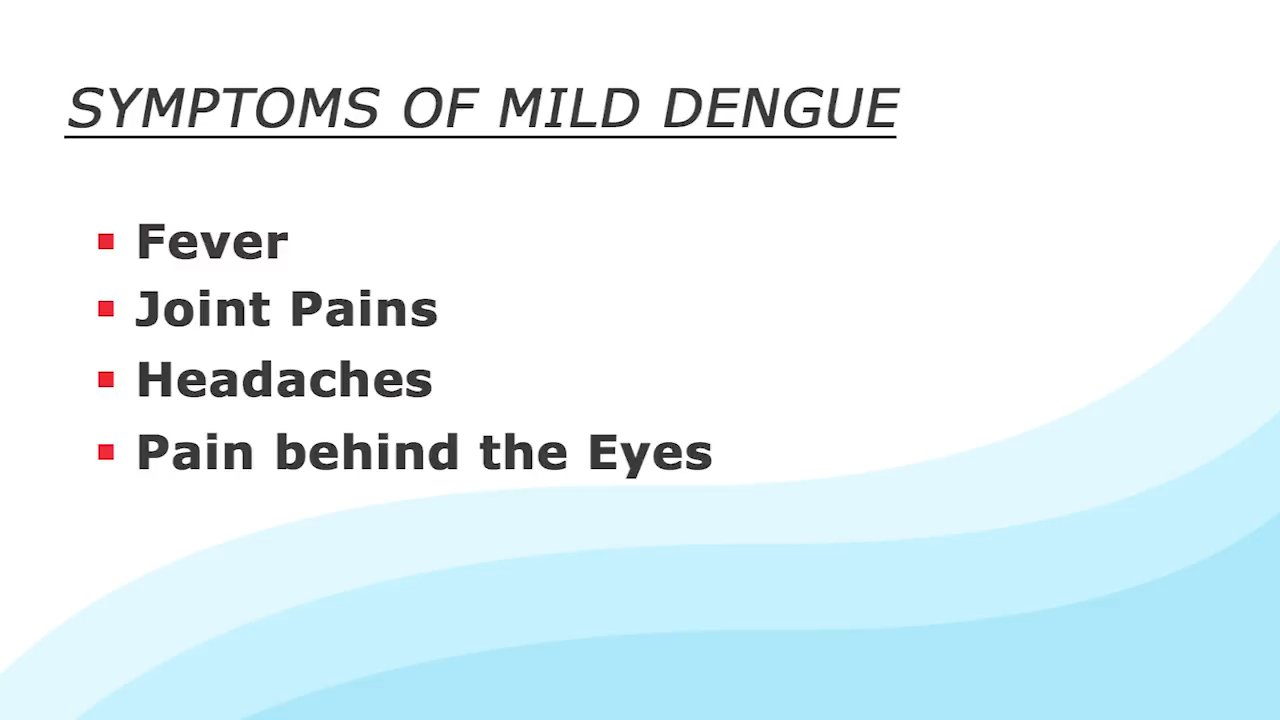 SYMPTOMS OF MILD DENGUE
Fever
Joint Pains
Headaches
Pain behind the Eyes